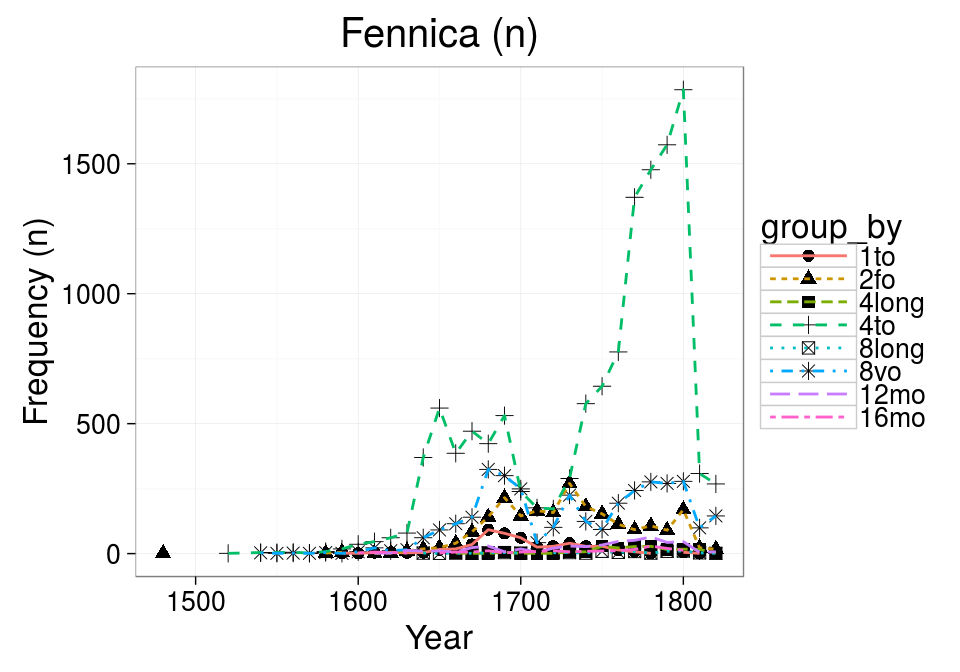 Fennica (n)
Frequency (n)
1500
1000
500
0
1500
1600
1700
1800
Year
group_by
1to
2fo
4long
4to
8long
8vo
12mo
16mo